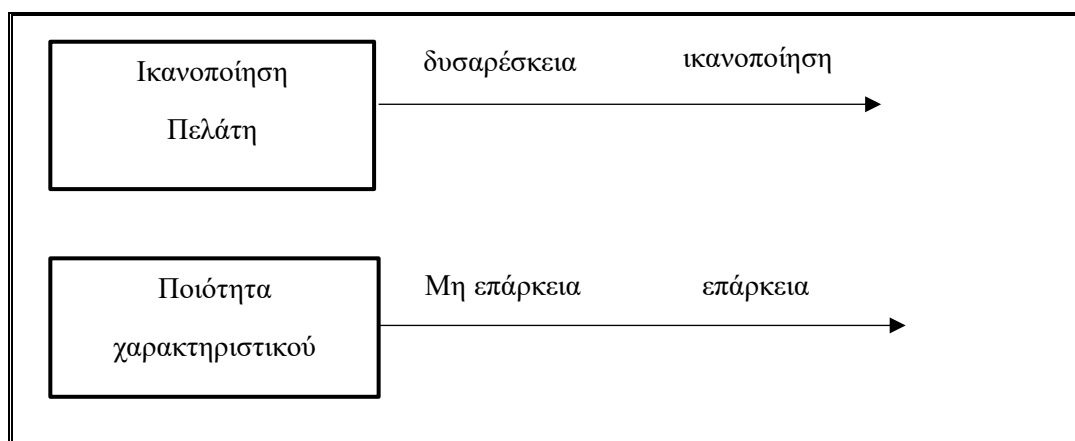 Ικανοποίηση
Πελάτη
δυσαρέσκεια ικανοποίηση
Ποιότητα
χαρακτηριστικού
Μη επάρκεια επάρκεια